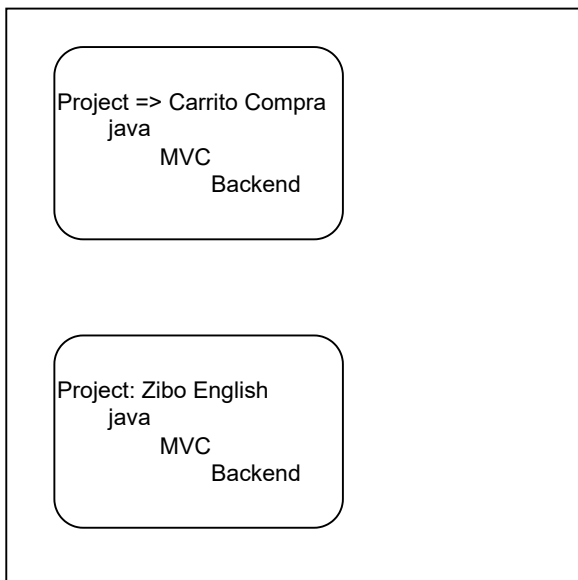 Project => Carrito Compra
java
MVC
Backend
Project: Zibo English
java
MVC
Backend